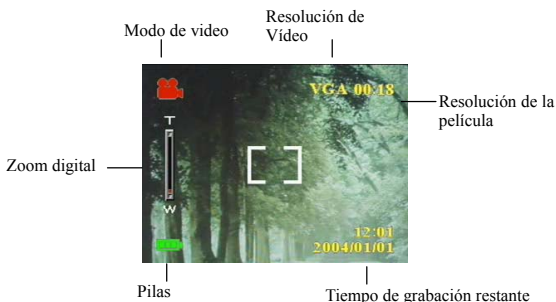 Resolución de
Vídeo
Modo de video
VGA 00:18
Resolución de la
película
T
Zoom digital
W
12:01
2004/01/01
Pilas
Tiempo de grabación restante